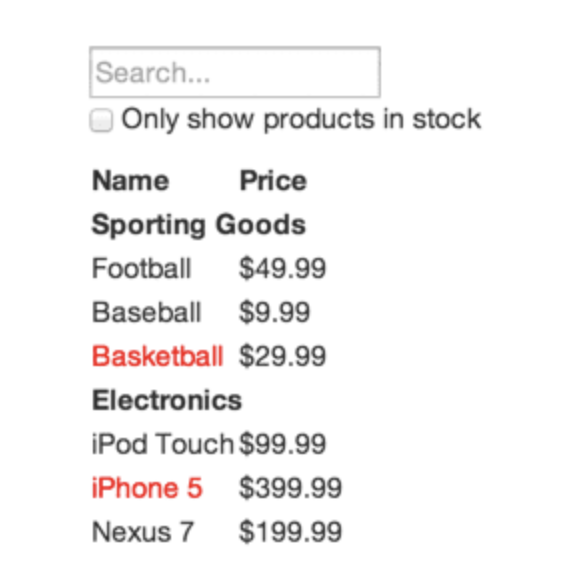 Search...
Only show products in stock
Name Price
Sporting Goods
Football $49.99
Baseball $9.99
Basketball $29.99
Electronics
iPod Touch $99.99
iPhone 5 $399.99
Nexus 7 $199.99